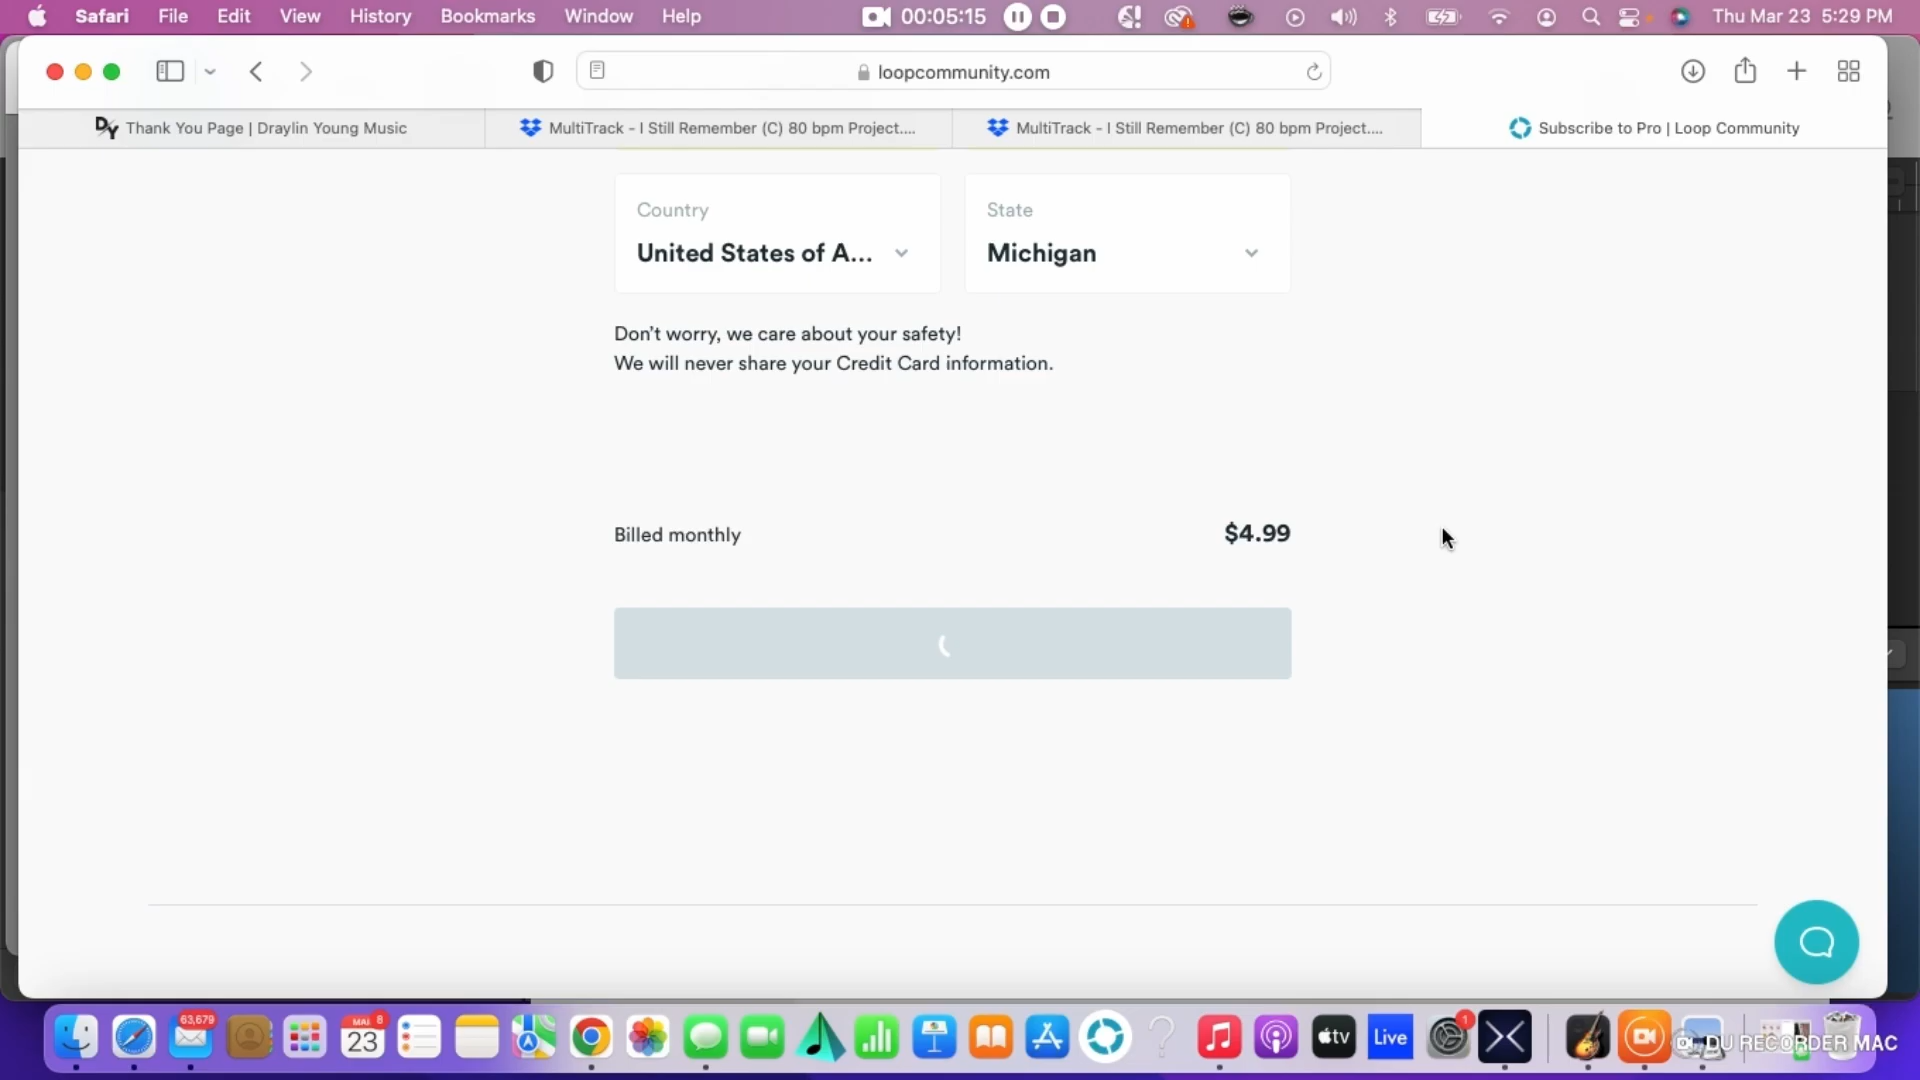 Safari File Edit View History Bookmarks Window Help 00:05:15 Thu Mar 23 5:29 PM
loopcommunity.com
Thank You Page | Draylin Young Music
MultiTrack - I Still Remember (C) 80 bpm Project....
MultiTrack - I Still Remember (C) 80 bpm Project....
Subscribe to Pro | Loop Community
Country
United States of A...
State
Michigan
Don't worry, we care about your safety!
We will never share your Credit Card information.
Billed monthly $4.99
63,679
8
23
tv
Live
1
DU RECORDER MAC